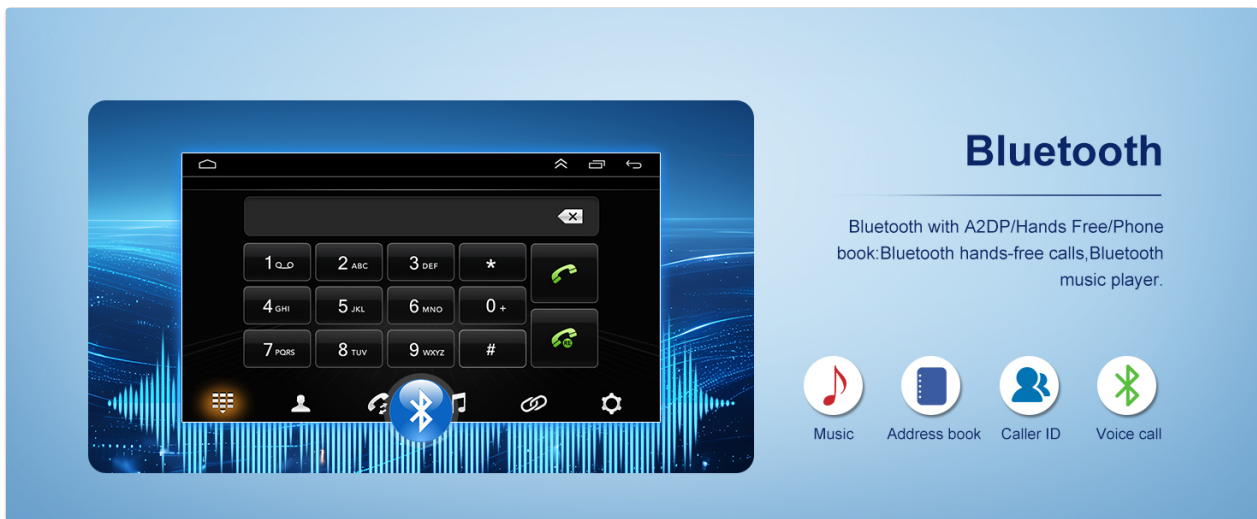 Bluetooth
Bluetooth with A2DP/Hands Free/Phone
book:Bluetooth hands-free calls,Bluetooth
music player.
1
2 ABC
3 DEF
*
4 GHI
5 JKL
6 MNO
0 +
7 PQRS
8 TUV
9 WXYZ
#
RE
Music
Address book
Caller ID
Voice call